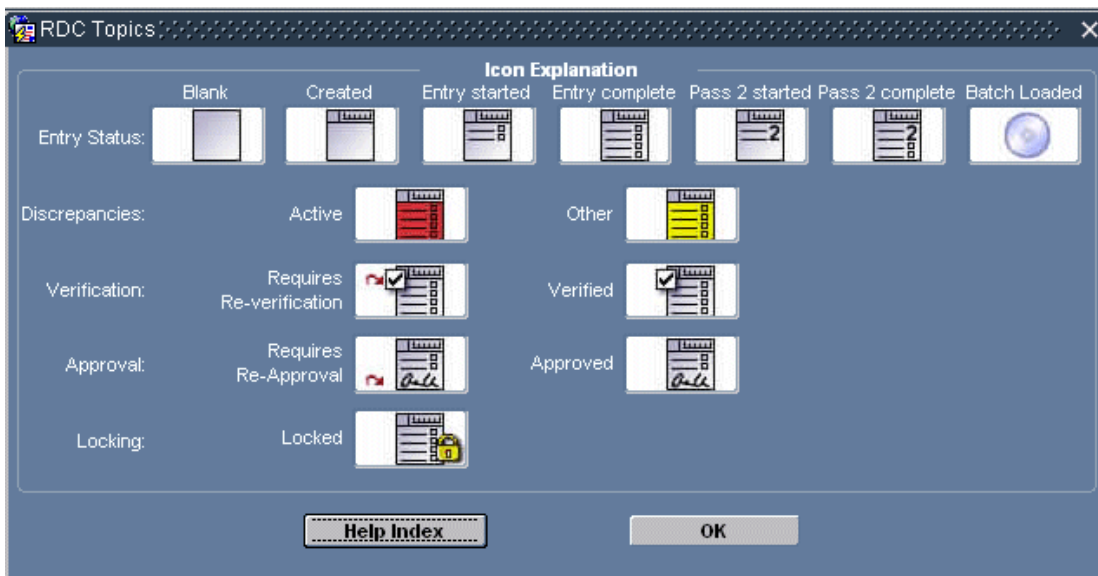 RDC Topics
Icon Explanation
Blank Created Entry started Entry complete Pass 2 started Pass 2 complete Batch Loaded
Entry Status:
2 2
Discrepancies: Active Other
Verification: Requires Re-verification Verified
Approval: Requires Re-Approval Approved
Locking: Locked
Help Index OK